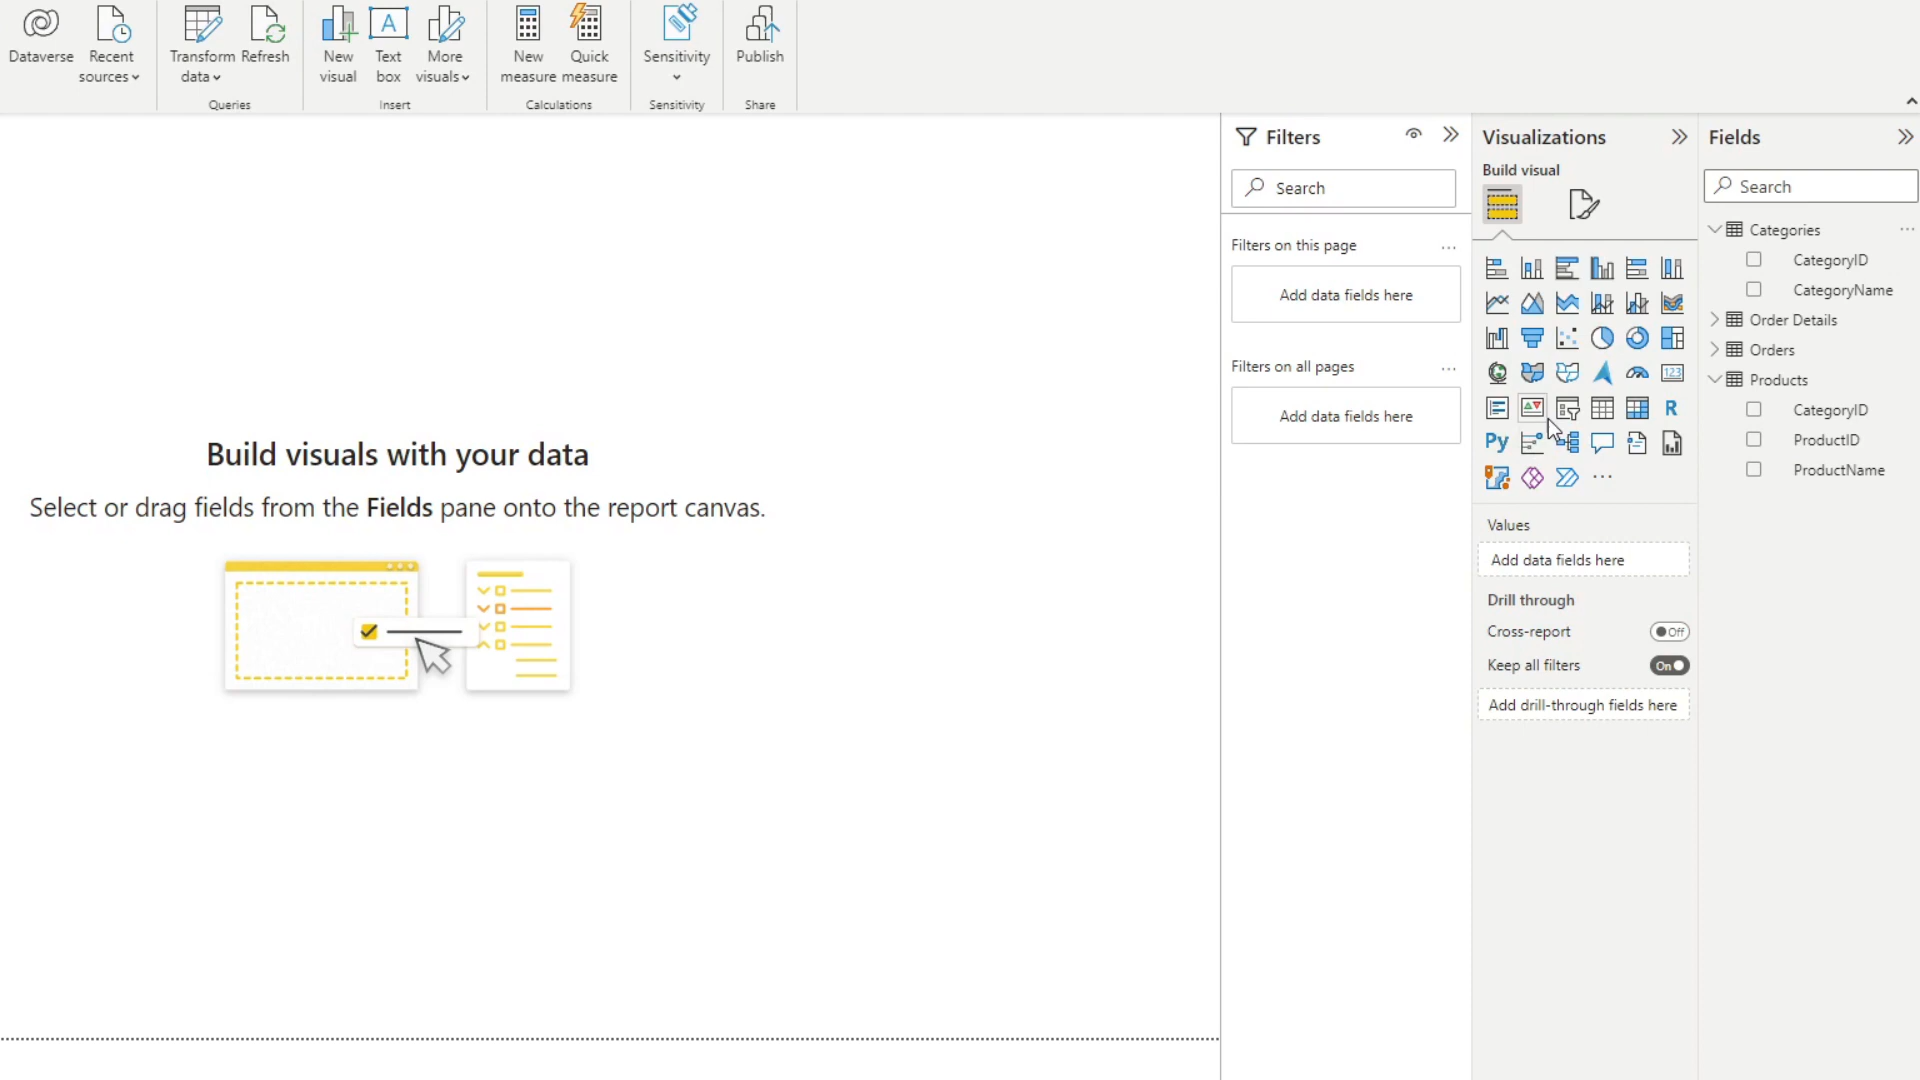 Dataverse
Recent sources
Transform data
Refresh
Queries
New visual
A
Text box
More visuals
Insert
New measure
Quick measure
Calculations
Sensitivity
Sensitivity
Publish
Share
Filters
Search
Filters on this page
...
Add data fields here
Filters on all pages
...
Add data fields here
Visualizations
Build visual
123
R
Py
...
Values
Add data fields here
Drill through
Cross-report
Off
Keep all filters
On
Add drill-through fields here
Fields
Search
Categories
...
CategoryID
CategoryName
Order Details
Orders
Products
CategoryID
ProductID
ProductName
Build visuals with your data
Select or drag fields from the Fields pane onto the report canvas.